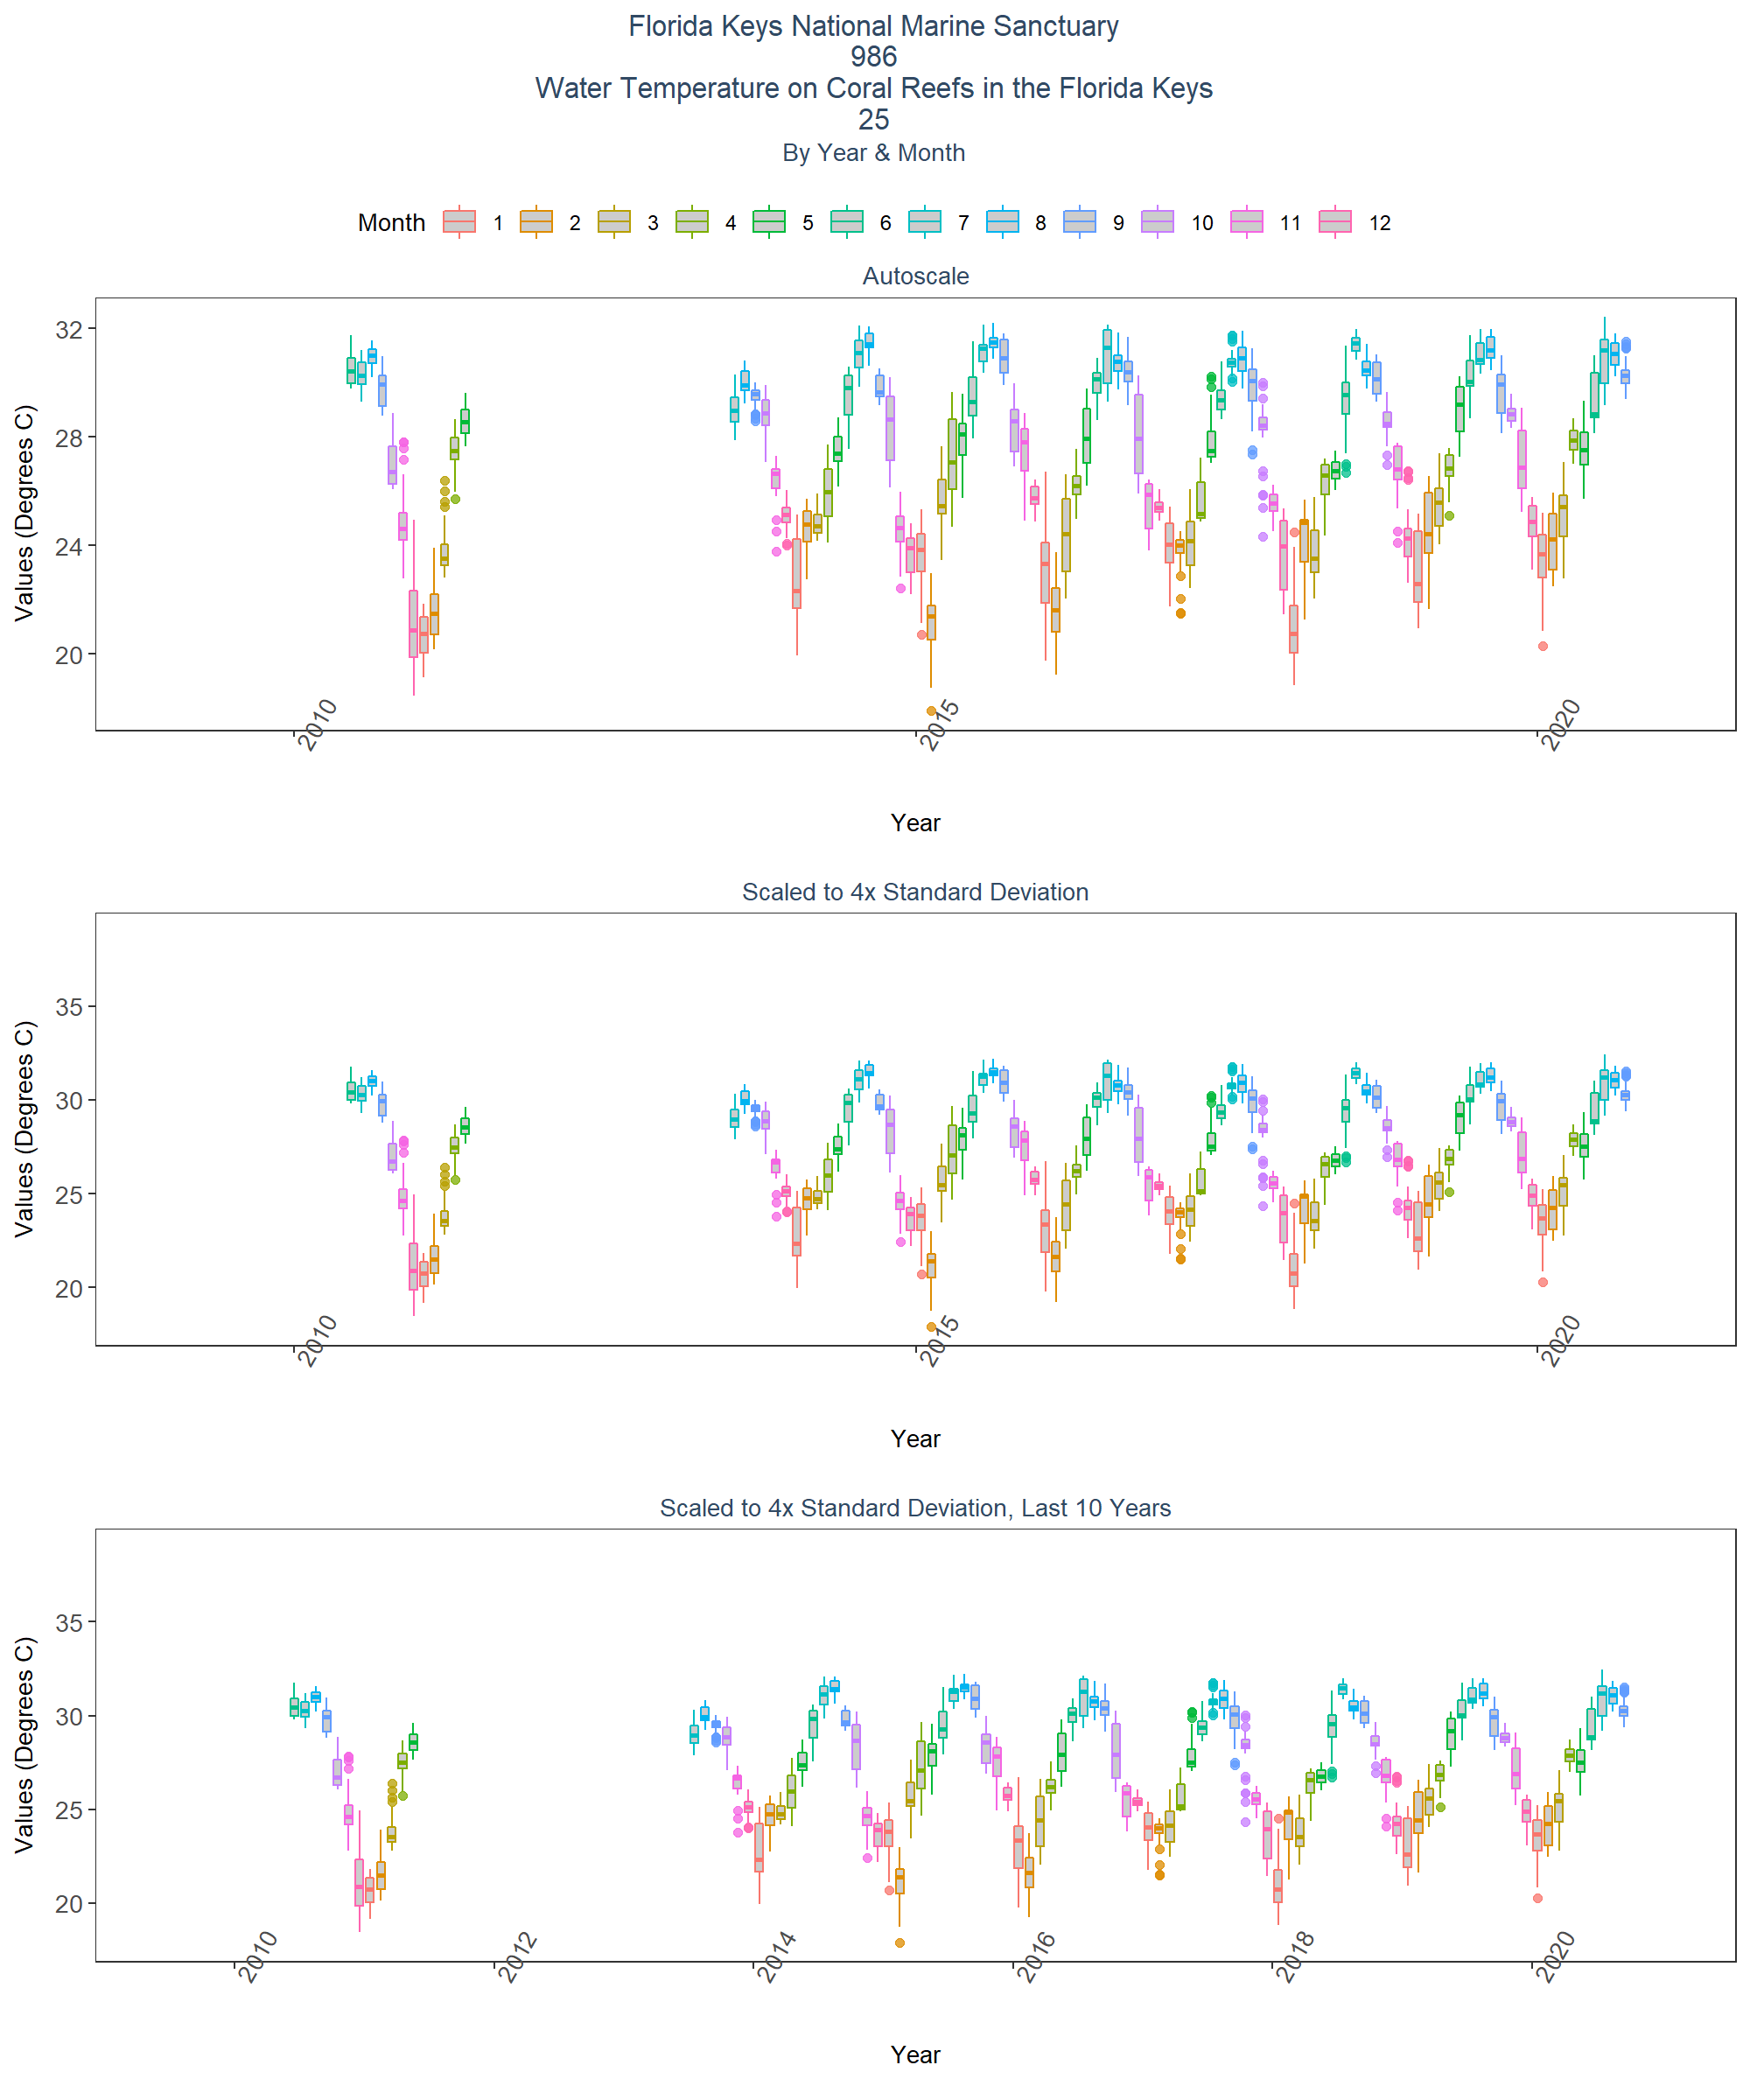 Florida Keys National Marine Sanctuary
986
Water Temperature on Coral Reefs in the Florida Keys
25
By Year & Month
Month 1 2 3 4 5 6 7 8 9 10 11 12
Autoscale
Values (Degrees C)
32
28
24
20
2010 2015 2020
Year
Scaled to 4x Standard Deviation
Values (Degrees C)
35
30
25
20
2010 2015 2020
Year
Scaled to 4x Standard Deviation, Last 10 Years
Values (Degrees C)
35
30
25
20
2010 2012 2014 2016 2018 2020
Year